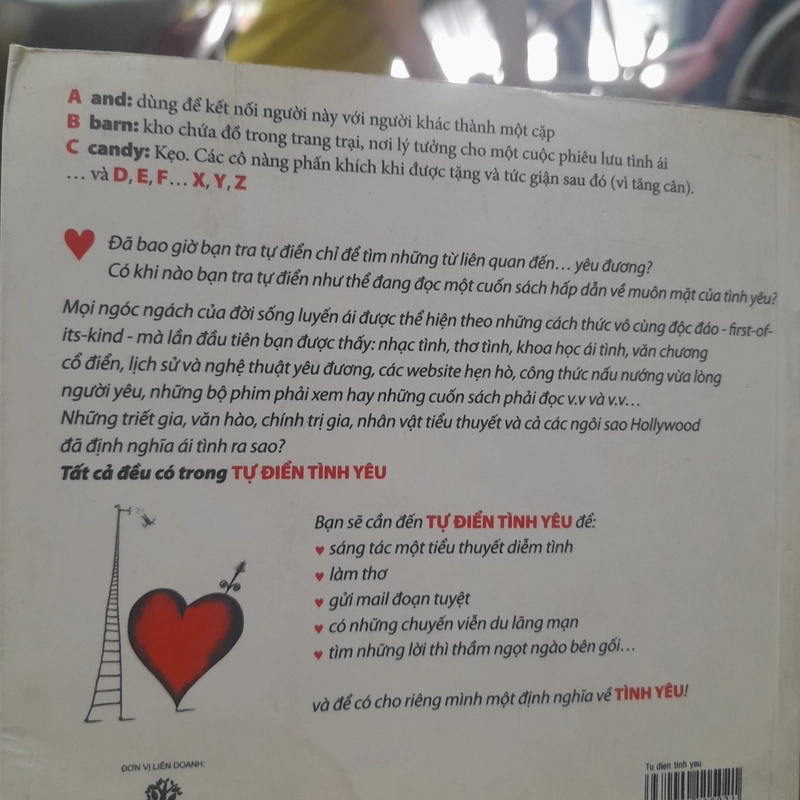 A and: dùng để kết nối người này với người khác thành một cặp
B barn: kho chứa đồ trong trang trại, nơi lý tưởng cho một cuộc phiêu lưu tình ái
C candy: Kẹo. Các cô nàng phấn khích khi được tặng và tức giận sau đó (vì tăng cân).
... và D, E, F... X, Y, Z
Đã bao giờ bạn tra tự điển chỉ để tìm những từ liên quan đến... yêu đương?
Có khi nào bạn tra tự điển như thể đang đọc một cuốn sách hấp dẫn về muôn mặt của tình yêu?
Mọi ngóc ngách của đời sống luyến ái được thể hiện theo những cách thức vô cùng độc đáo - first-of-
its-kind - mà lần đầu tiên bạn được thấy: nhạc tình, thơ tình, khoa học ái tình, văn chương
cổ điển, lịch sử và nghệ thuật yêu đương, các website hẹn hò, công thức nấu nướng vừa lòng
người yêu, những bộ phim phải xem hay những cuốn sách phải đọc v.v và v.v...
Những triết gia, văn hào, chính trị gia, nhân vật tiểu thuyết và cả các ngôi sao Hollywood
đã định nghĩa ái tình ra sao?
Tất cả đều có trong TỰ ĐIỂN TÌNH YÊU
Bạn sẽ cần đến TỰ ĐIỂN TÌNH YÊU để:
♥ sáng tác một tiểu thuyết diễm tình
♥ làm thơ
♥ gửi mail đoạn tuyệt
♥ có những chuyến viễn du lãng mạn
♥ tìm những lời thì thầm ngọt ngào bên gối...
và để có cho riêng mình một định nghĩa về TÌNH YÊU!
ĐƠN VỊ LIÊN DOANH:
Tu dien tinh yeu